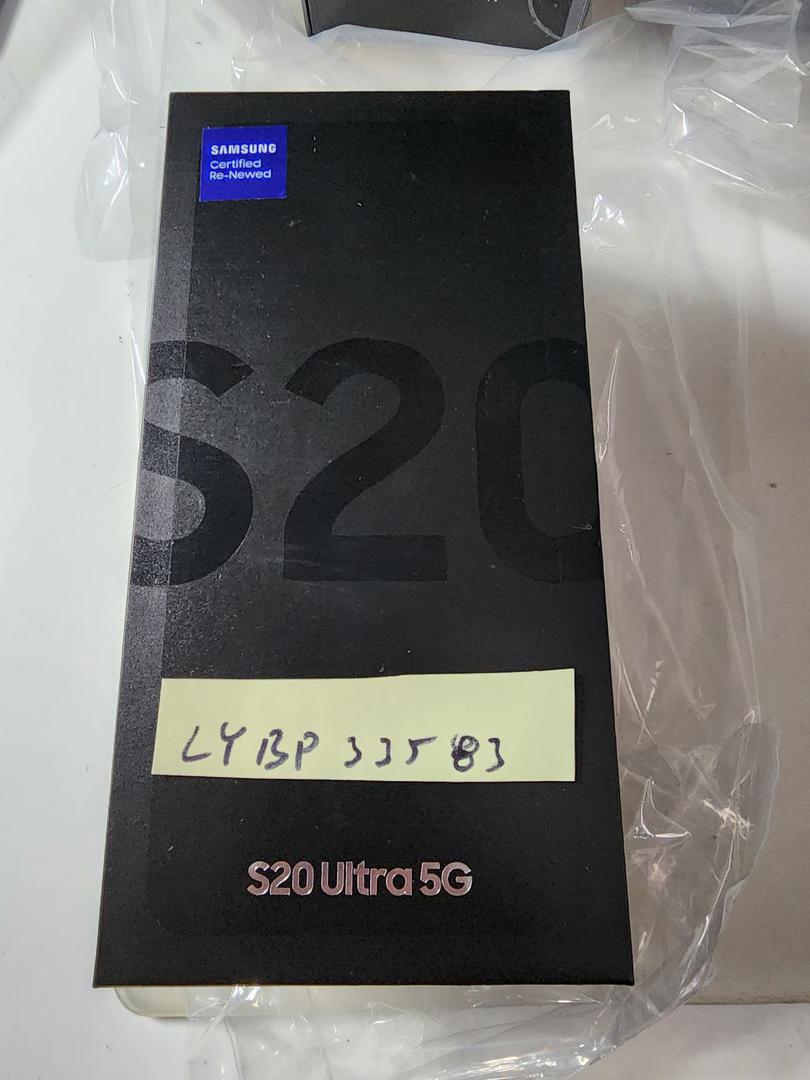 SAMSUNG
Certified
Re-Newed
S20
LYBP 33583
S20 Ultra 5G